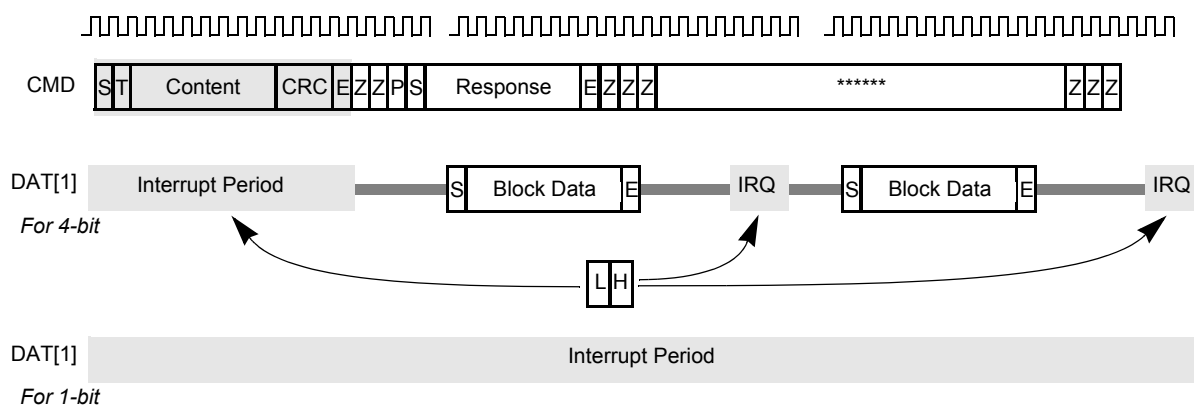 CMD S T Content CRC E Z Z P S Response E Z Z Z ****** Z Z Z
DAT[1] Interrupt Period S Block Data E IRQ S Block Data E IRQ
For 4-bit
L H
DAT[1] Interrupt Period
For 1-bit